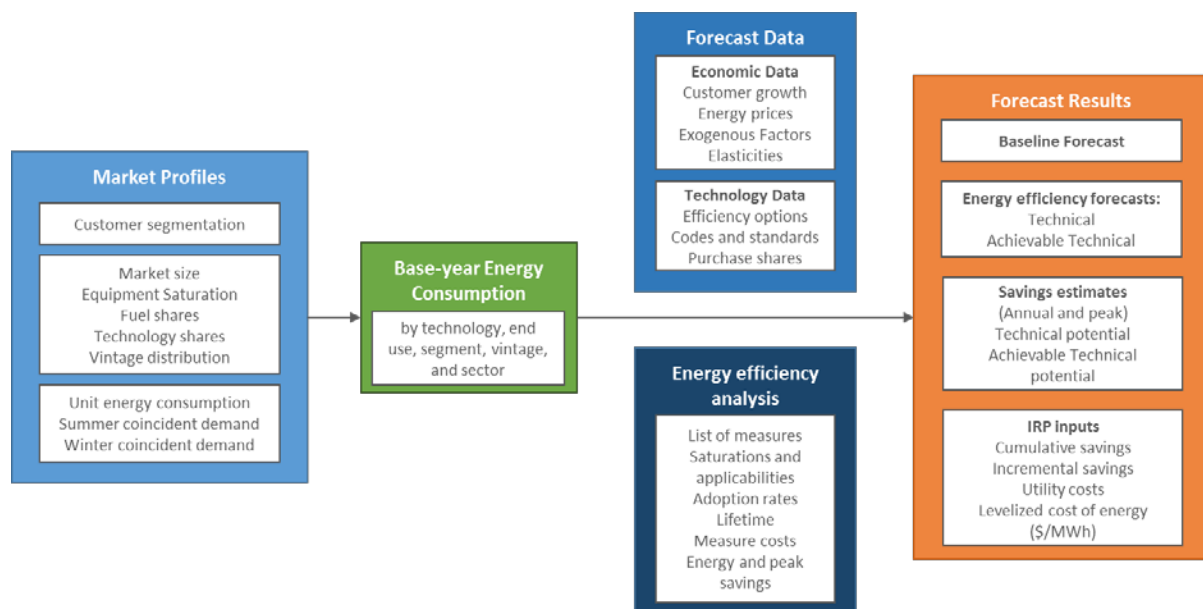 Market Profiles
Customer segmentation
Market size
Equipment Saturation
Fuel shares
Technology shares
Vintage distribution
Unit energy consumption
Summer coincident demand
Winter coincident demand
Base-year Energy
Consumption
by technology, end
use, segment, vintage,
and sector
Forecast Data
Economic Data
Customer growth
Energy prices
Exogenous Factors
Elasticities
Technology Data
Efficiency options
Codes and standards
Purchase shares
Energy efficiency
analysis
List of measures
Saturations and
applicabilities
Adoption rates
Lifetime
Measure costs
Energy and peak
savings
Forecast Results
Baseline Forecast
Energy efficiency forecasts:
Technical
Achievable Technical
Savings estimates
(Annual and peak)
Technical potential
Achievable Technical
potential
IRP inputs
Cumulative savings
Incremental savings
Utility costs
Levelized cost of energy
($/MWh)